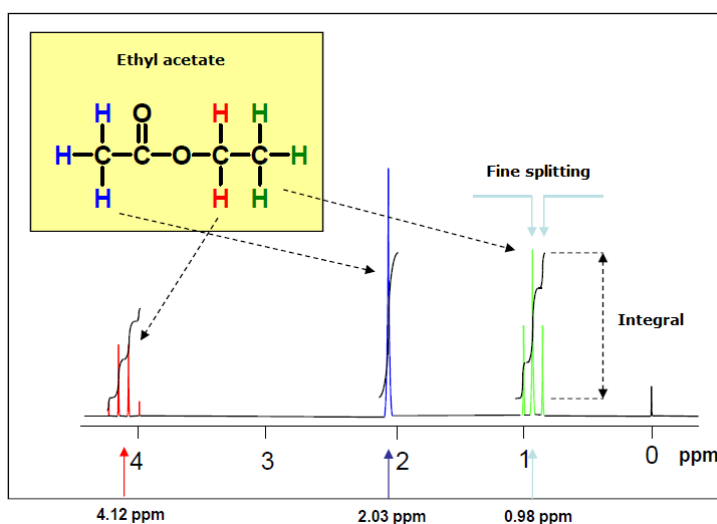 Ethyl acetate
O
H H H
H C C O C C H
H H H
Fine splitting
Integral
4 3 2 1 0 ppm
4.12 ppm 2.03 ppm 0.98 ppm